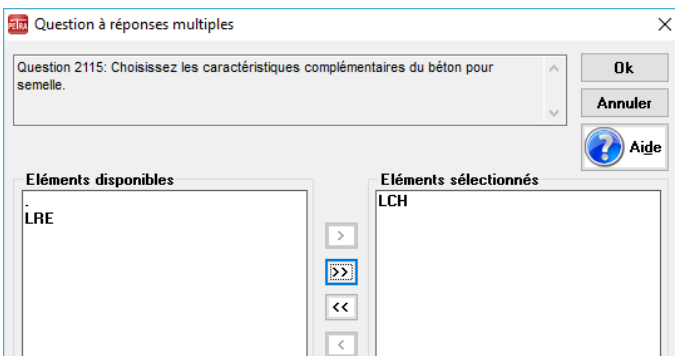 PETRA Question à réponses multiples
Question 2115: Choisissez les caractéristiques complémentaires du béton pour
semelle.
Ok
Annuler
Aide
Eléments disponibles
.
LRE
>
>>
<<
<
Eléments sélectionnés
LCH